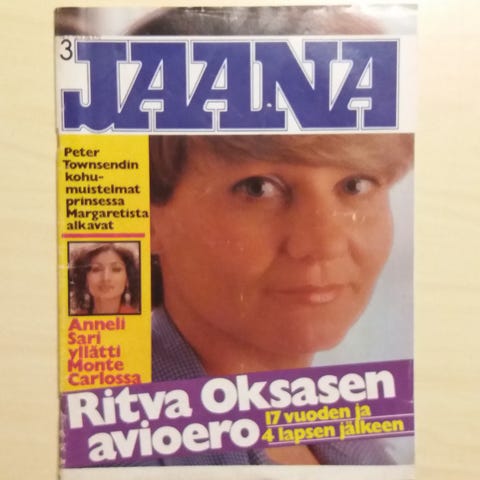 3
JAANA
Peter
Townsendin
kohu-
muistelmat
prinsessa
Margaretista
alkavat
Anneli
Sari
yllätti
Monte
Carlossa
Ritva Oksasen
avioero
17 vuoden ja
4 lapsen jälkeen